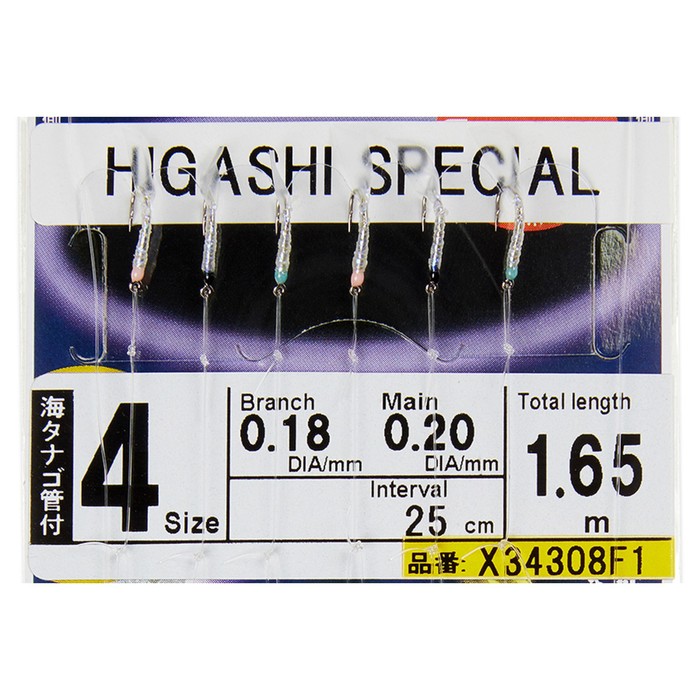 HIGASHI SPECIAL
海タナゴ管付
4 Size
Branch 0.18 DIA/mm
Main 0.20 DIA/mm
Interval 25 cm
Total length 1.65 m
品番: X34308F1